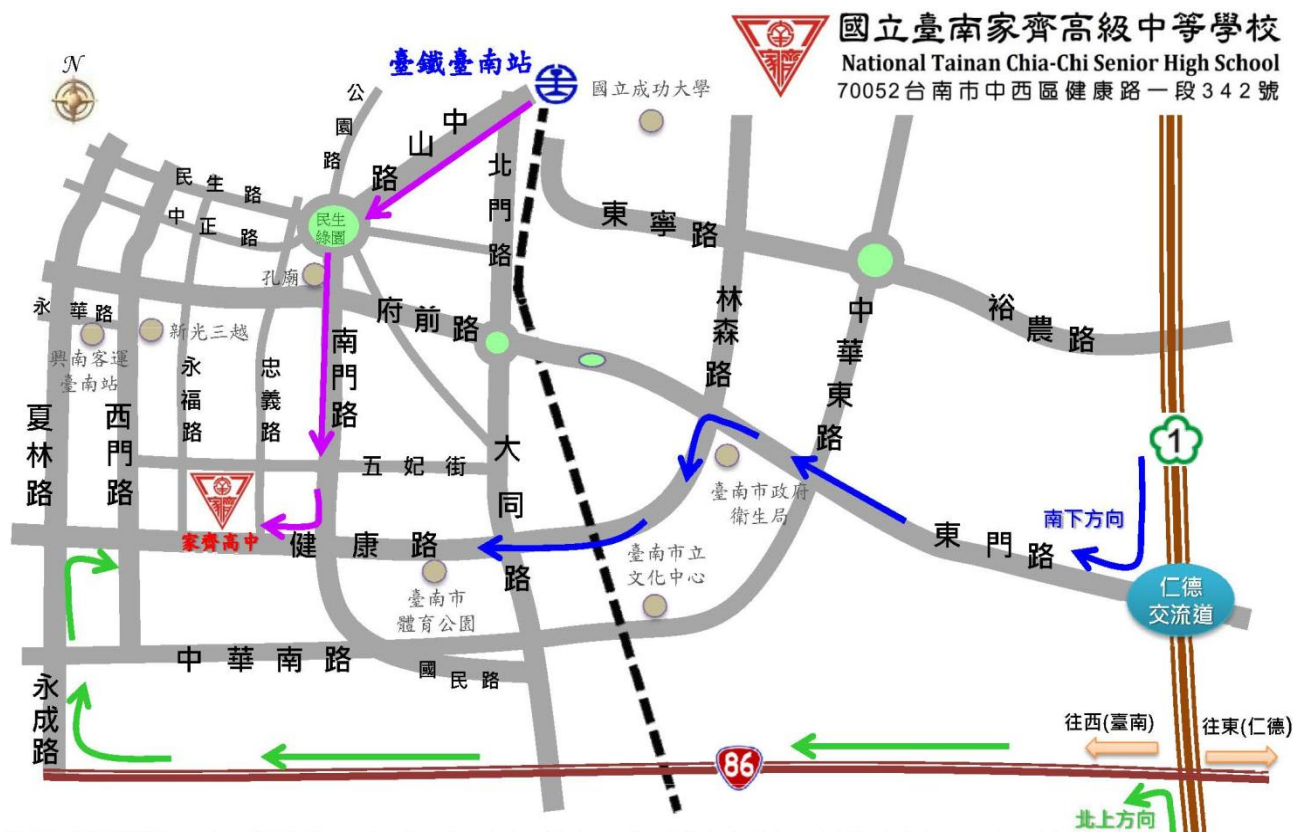 國立臺南家齊高級中等學校
National Tainan Chia-Chi Senior High School
70052台南市中西區健康路一段342號
N
臺鐵臺南站
國立成功大學
公園路
中山路
北門路
民生路
中正路
民生
綠園
東寧路
孔廟
永華路
新光三越
興南客運
臺南站
府前路
南門路
林森路
中華東路
裕農路
永福路
忠義路
夏林路
西門路
1
五妃街
大同路
臺南市政府
衛生局
南下方向
家齊
家齊高中
健康路
東門路
臺南市立
文化中心
臺南市
體育公園
仁德
交流道
中華南路
國民路
永成路
往西(臺南)
往東(仁德)
86
北上方向